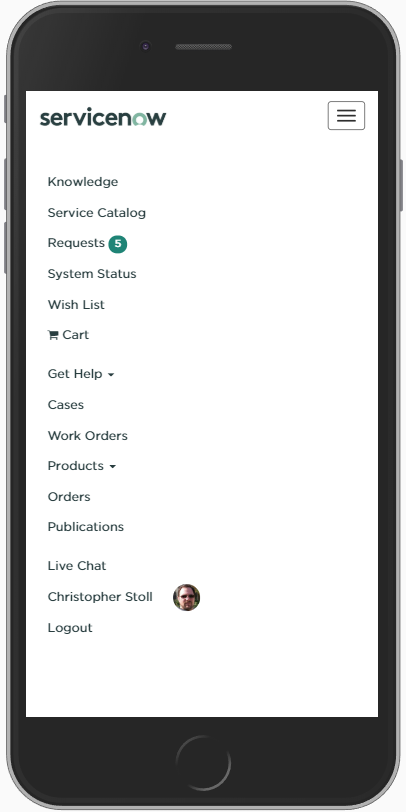 servicenow
Knowledge
Service Catalog
Requests 5
System Status
Wish List
Cart
Get Help
Cases
Work Orders
Products
Orders
Publications
Live Chat
Christopher Stoll
Logout